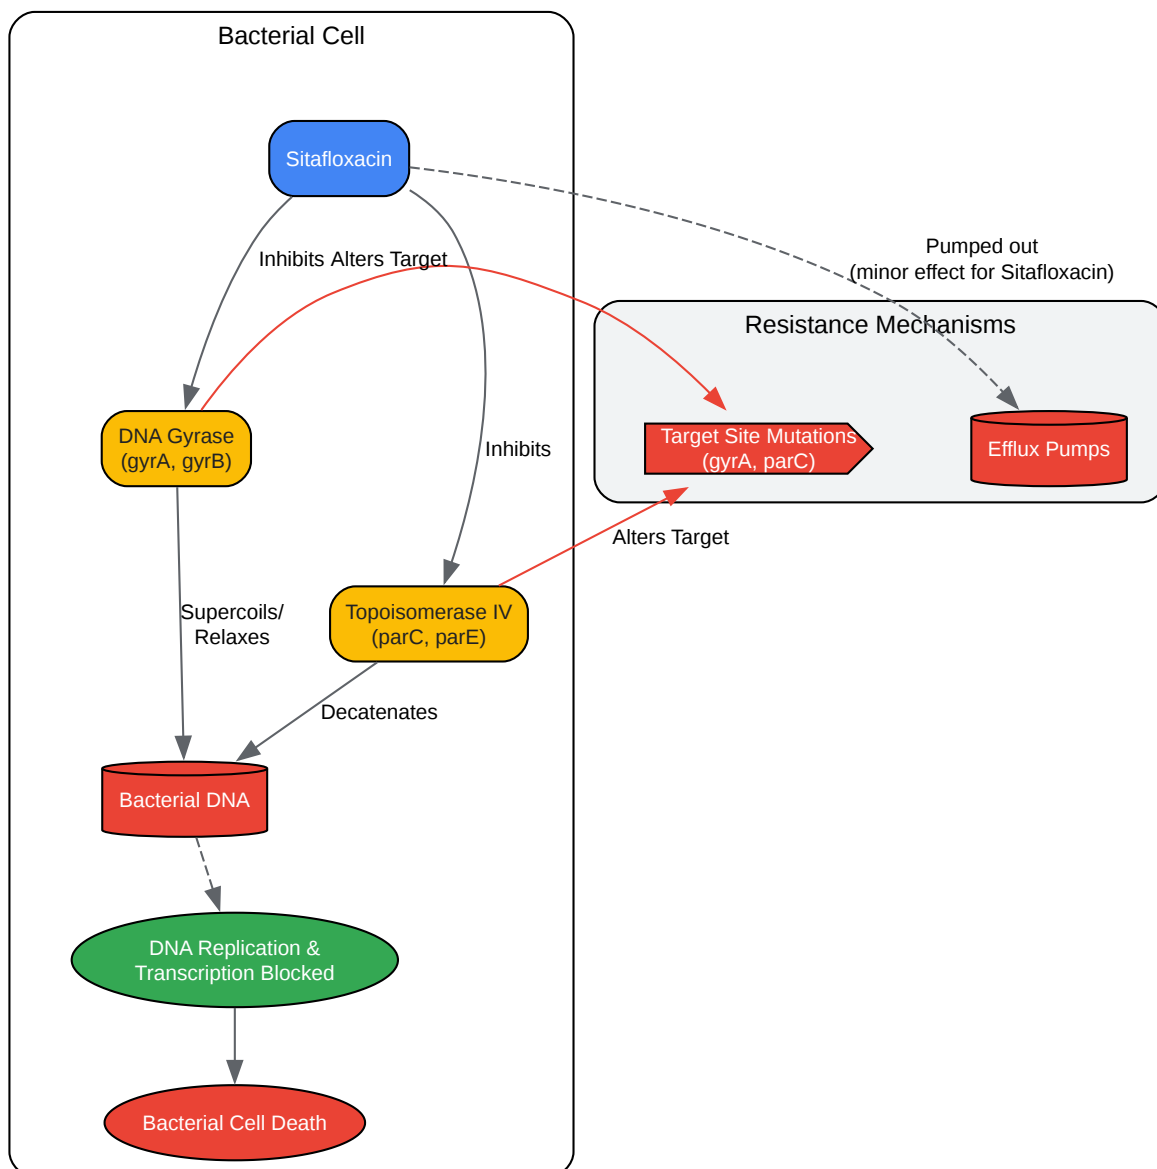 Bacterial Cell
Sitafloxacin
Inhibits
Alters Target
Pumped out
(minor effect for Sitafloxacin)
Resistance Mechanisms
DNA Gyrase
(gyrA, gyrB)
Inhibits
Target Site Mutations
(gyrA, parC)
Efflux Pumps
Alters Target
Supercoils/
Relaxes
Topoisomerase IV
(parC, parE)
Decatenates
Bacterial DNA
DNA Replication &
Transcription Blocked
Bacterial Cell Death